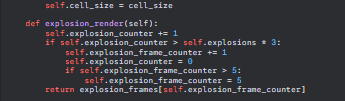 self.cell_size = cell_size
def explosion_render(self):
self.explosion_counter += 1
if self.explosion_counter > self.explosions * 3:
self.explosion_frame_counter += 1
self.explosion_counter = 0
if self.explosion_frame_counter > 5:
self.explosion_frame_counter = 5
return explosion_frames[self.explosion_frame_counter]